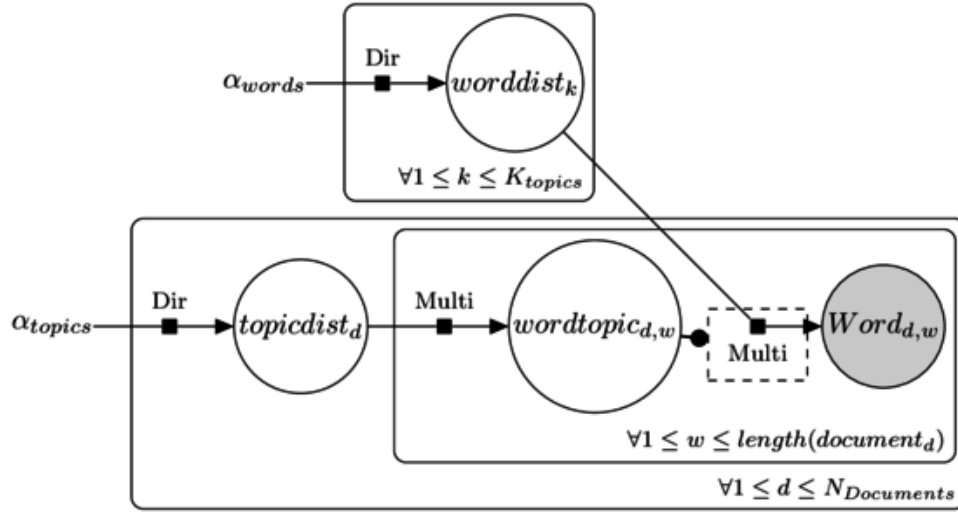 Dir
α_words
worddist_k
∀1 ≤ k ≤ K_topics
Dir
Multi
α_topics
topicdist_d
wordtopic_d,w
Multi
Word_d,w
∀1 ≤ w ≤ length(document_d)
∀1 ≤ d ≤ N_Documents